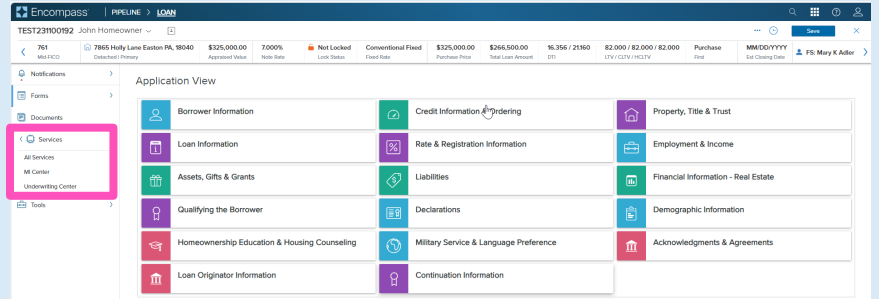 Encompass® | PIPELINE > LOAN
TEST231100192 John Homeowner
Save
761 7865 Holly Lane Easton PA, 18040 $325,000.00 7.000% Not Locked Conventional Fixed $325,000.00 $266,500.00 16.356 / 21.160 82.000 / 82.000 / 82.000 Purchase MM/DD/YYYY FS: Mary K Adler
Mid-FICO Detached | Primary Appraised Value Note Rate Lock Status Fixed Rate Purchase Price Total Loan Amount DTI LTV / CLTV / HCLTV First Est Closing Date
Notifications
Forms
Documents
Services
All Services
MI Center
Underwriting Center
Tools
Application View
Borrower Information
Credit Information & Ordering
Property, Title & Trust
Loan Information
Rate & Registration Information
Employment & Income
Assets, Gifts & Grants
Liabilities
Financial Information - Real Estate
Qualifying the Borrower
Declarations
Demographic Information
Homeownership Education & Housing Counseling
Military Service & Language Preference
Acknowledgments & Agreements
Loan Originator Information
Continuation Information